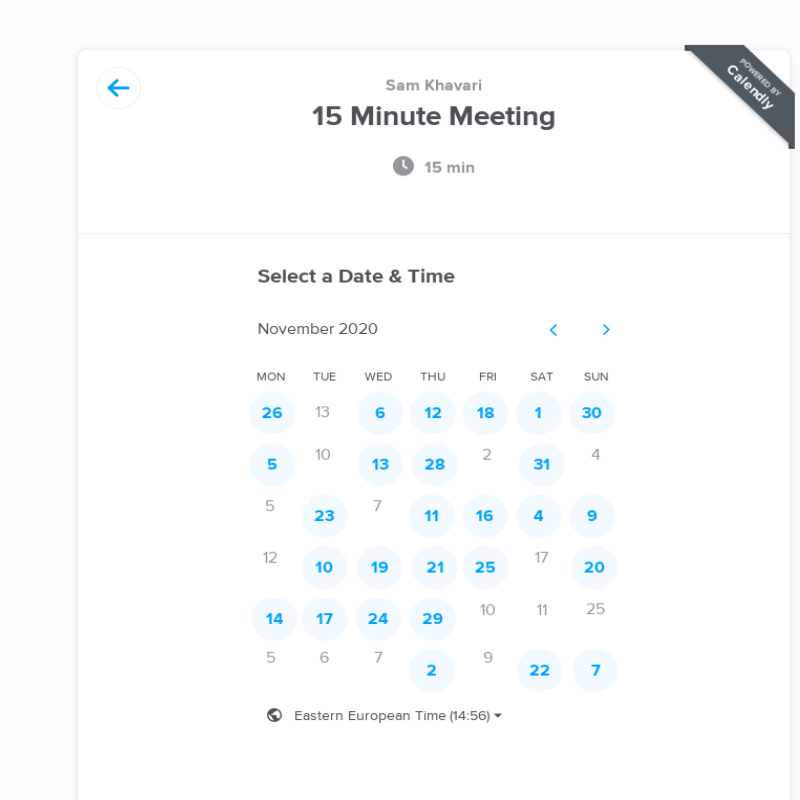 POWERED BY
Calendly
Sam Khavari
15 Minute Meeting
15 min
Select a Date & Time
November 2020
MON TUE WED THU FRI SAT SUN
26 13 6 12 18 1 30
5 10 13 28 2 31 4
5 23 7 11 16 4 9
12 10 19 21 25 17 20
14 17 24 29 10 11 25
5 6 7 2 9 22 7
Eastern European Time (14:56)